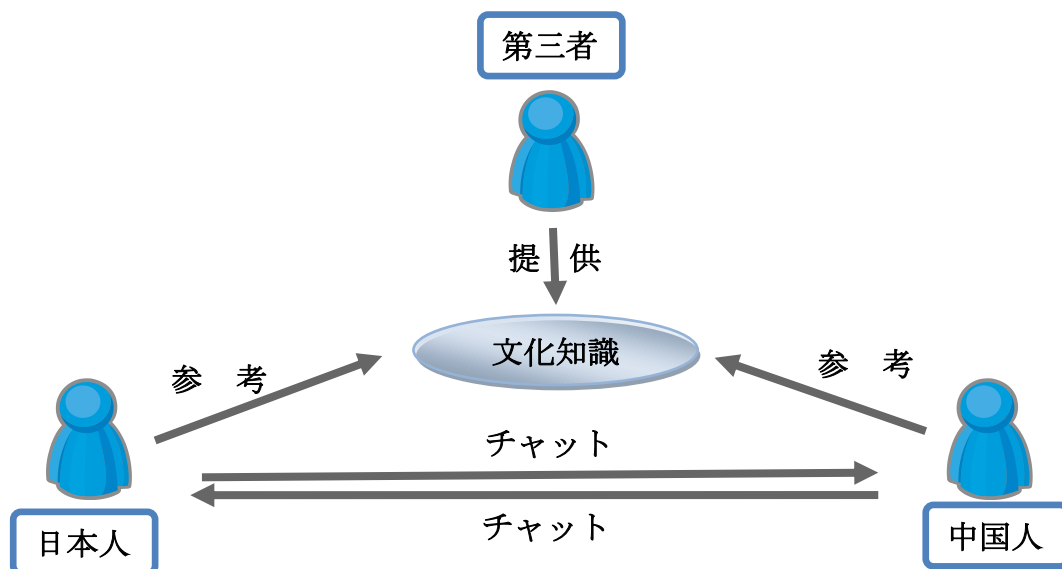 第三者
提 供
文化知識
参 考
参 考
チャット
チャット
日本人
中国人